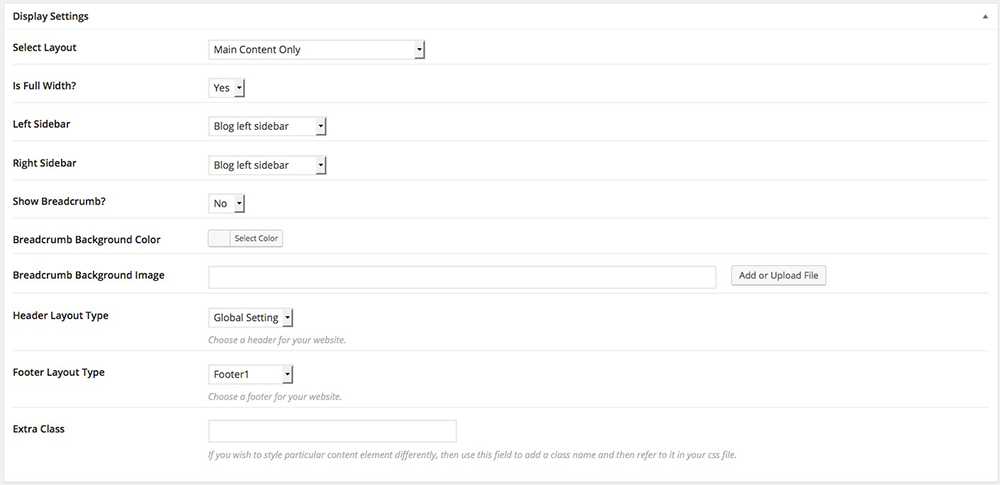 Display Settings
Select Layout Main Content Only
Is Full Width? Yes
Left Sidebar Blog left sidebar
Right Sidebar Blog left sidebar
Show Breadcrumb? No
Breadcrumb Background Color Select Color
Breadcrumb Background Image Add or Upload File
Header Layout Type Global Setting
Choose a header for your website.
Footer Layout Type Footer1
Choose a footer for your website.
Extra Class
If you wish to style particular content element differently, then use this field to add a class name and then refer to it in your css file.